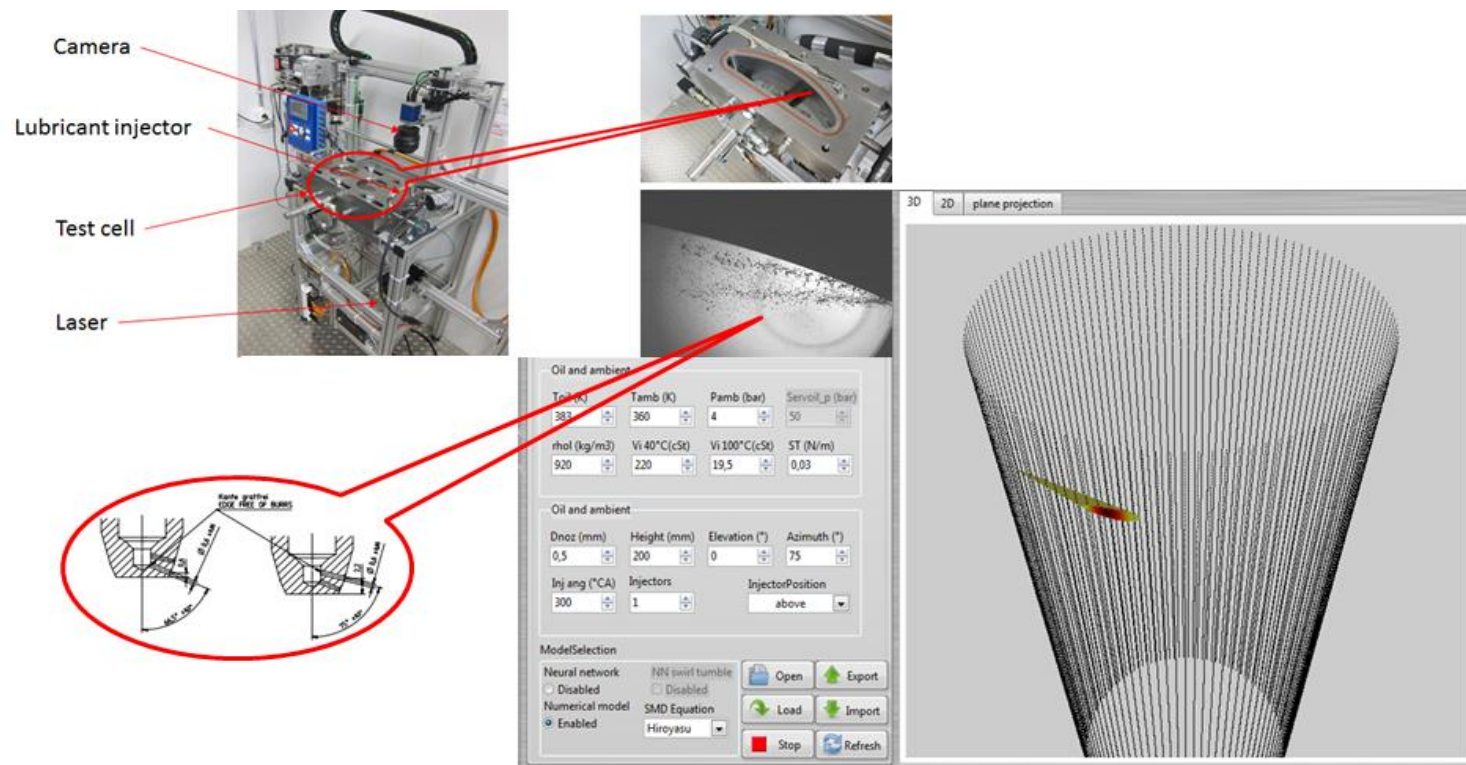 Camera
Lubricant injector
Test cell
Laser
3D 2D plane projection
Oil and ambient
Toil (K) Tamb (K) Pamb (bar) Servoil_p (bar)
383 360 4 50
rhol (kg/m3) Vi 40°C(cSt) Vi 100°C(cSt) ST (N/m)
920 220 19,5 0,03
Oil and ambient
Dnoz (mm) Height (mm) Elevation (°) Azimuth (°)
0,5 200 0 75
Inj ang (°CA) Injectors InjectorPosition
300 1 above
ModelSelection
Neural network NN swirl tumble
Disabled Disabled
Numerical model SMD Equation
Enabled Hiroyasu
Open Export
Load Import
Stop Refresh
Kante gratfrei
EDGE FREE OF BURRS